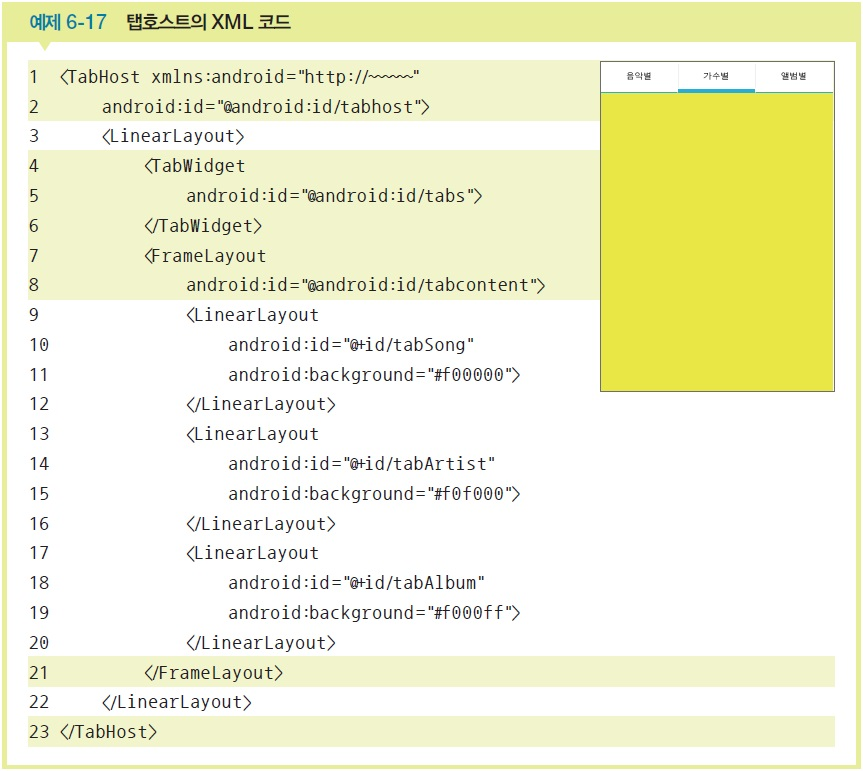 예제 6-17 탭호스트의 XML 코드
음악별 가수별 앨범별
1 <TabHost xmlns:android="http://~~~~~~"
2 android:id="@android:id/tabhost">
3 <LinearLayout>
4 <TabWidget
5 android:id="@android:id/tabs">
6 </TabWidget>
7 <FrameLayout
8 android:id="@android:id/tabcontent">
9 <LinearLayout
10 android:id="@+id/tabSong"
11 android:background="#f00000">
12 </LinearLayout>
13 <LinearLayout
14 android:id="@+id/tabArtist"
15 android:background="#f0f000">
16 </LinearLayout>
17 <LinearLayout
18 android:id="@+id/tabAlbum"
19 android:background="#f000ff">
20 </LinearLayout>
21 </FrameLayout>
22 </LinearLayout>
23 </TabHost>